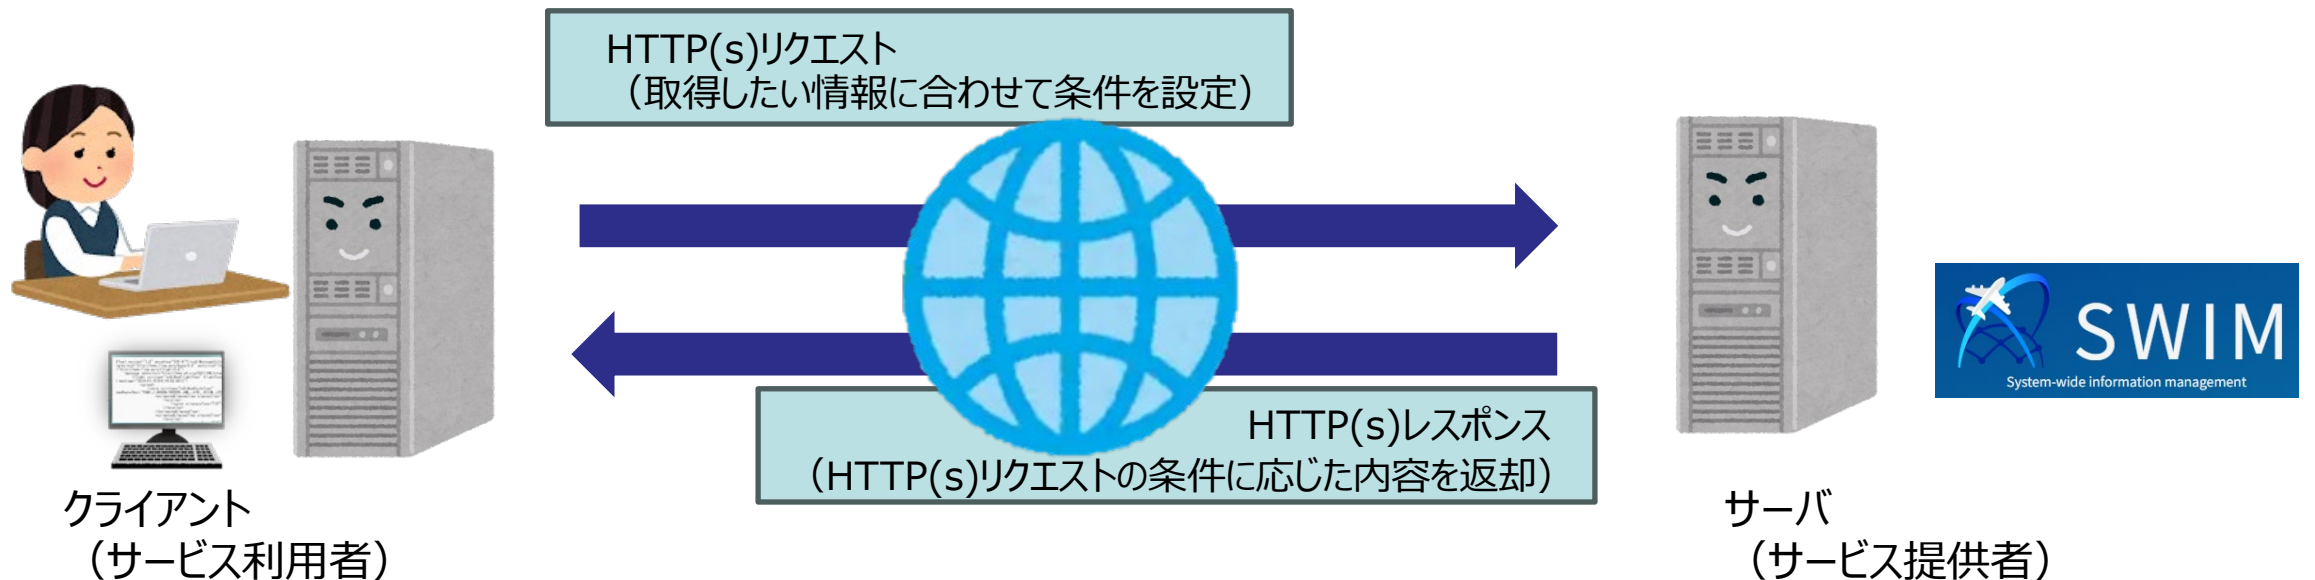 HTTP(s)リクエスト
（取得したい情報に合わせて条件を設定）
SWIM
System-wide information management
HTTP(s)レスポンス
（HTTP(s)リクエストの条件に応じた内容を返却）
クライアント
（サービス利用者）
サーバ
（サービス提供者）